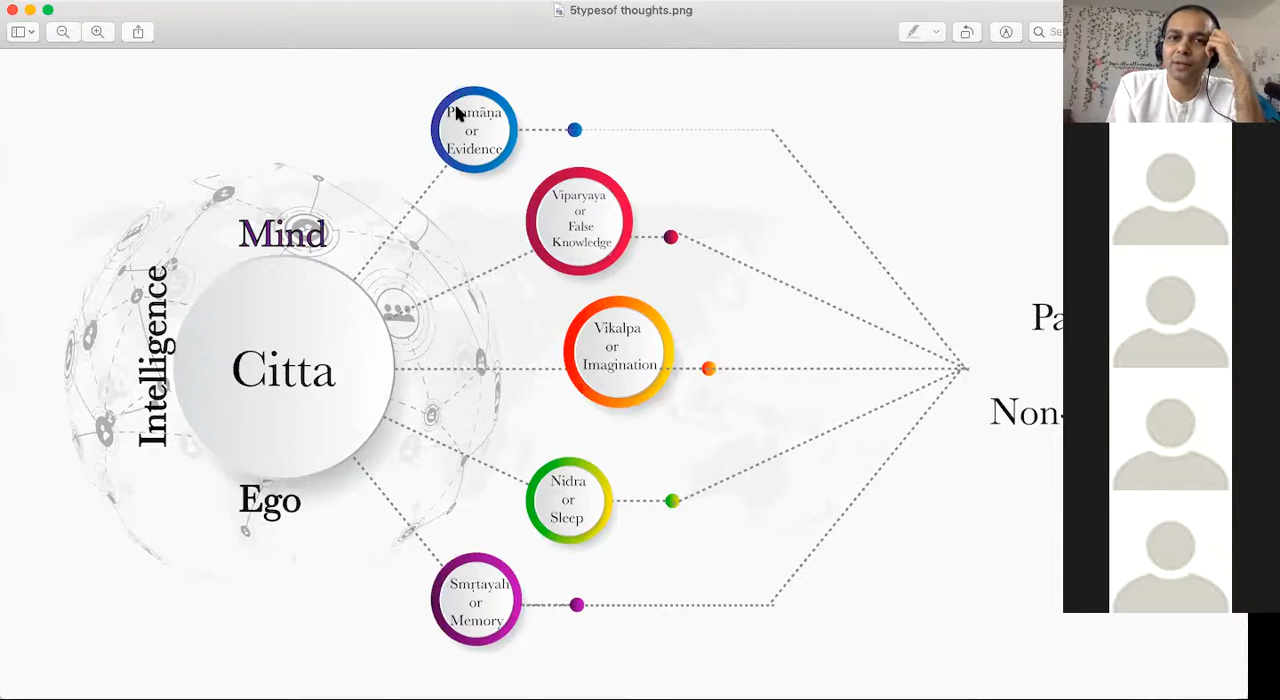 5typesof thoughts.png
Pramāṇa
or
Evidence
Viparyaya
or
False
Knowledge
Mind
Intelligence
Citta
Vikalpa
or
Imagination
Pa
Non-
Ego
Nidra
or
Sleep
Smṛtayaḥ
or
Memory